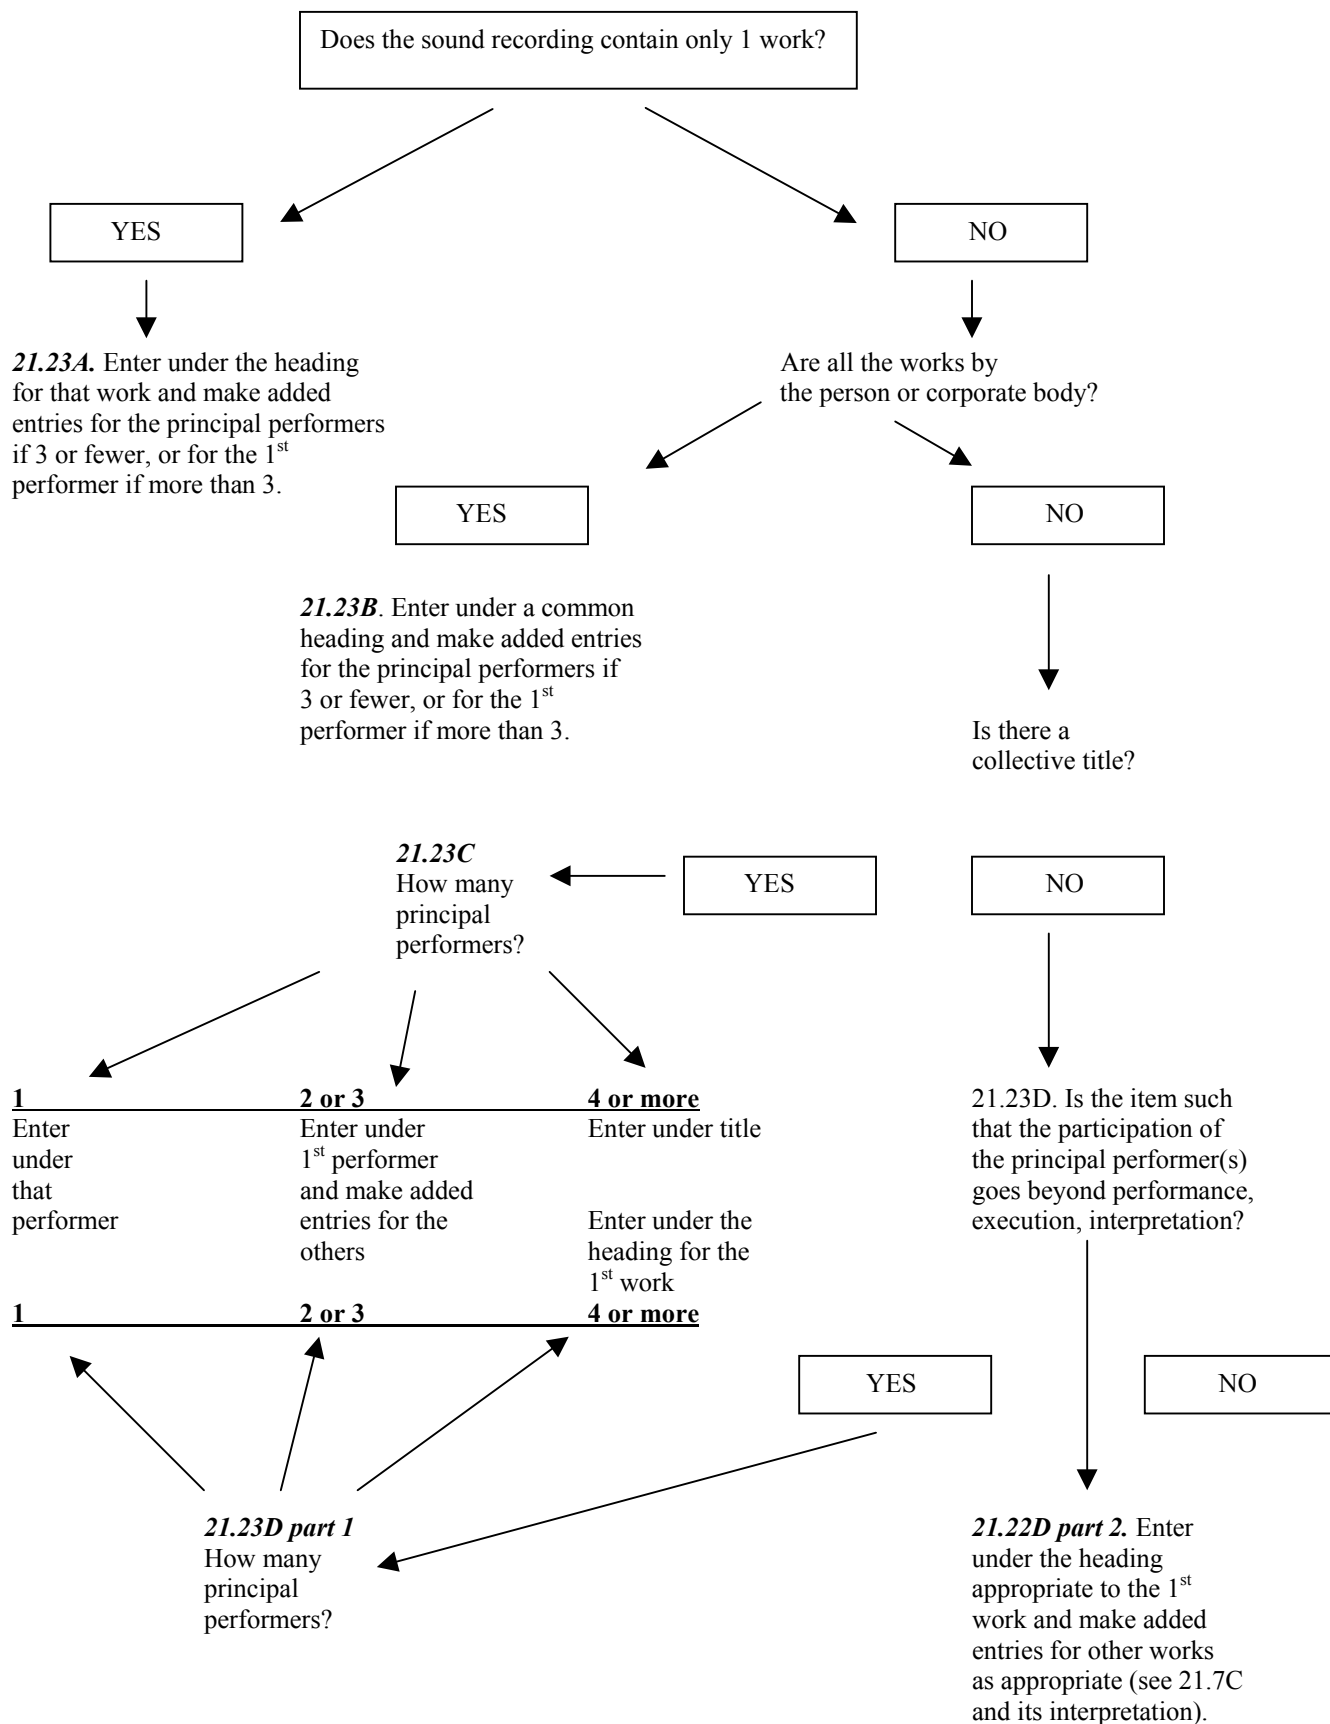 Does the sound recording contain only 1 work?
YES
NO
21.23A. Enter under the heading
for that work and make added
entries for the principal performers
if 3 or fewer, or for the 1st
performer if more than 3.
Are all the works by
the person or corporate body?
YES
NO
21.23B. Enter under a common
heading and make added entries
for the principal performers if
3 or fewer, or for the 1st
performer if more than 3.
Is there a
collective title?
21.23C
How many
principal
performers?
YES
NO
1
Enter
under
that
performer
2 or 3
Enter under
1st performer
and make added
entries for the
others
4 or more
Enter under title
Enter under the
heading for the
1st work
1
2 or 3
4 or more
21.23D. Is the item such
that the participation of
the principal performer(s)
goes beyond performance,
execution, interpretation?
YES
NO
21.23D part 1
How many
principal
performers?
21.22D part 2. Enter
under the heading
appropriate to the 1st
work and make added
entries for other works
as appropriate (see 21.7C
and its interpretation).